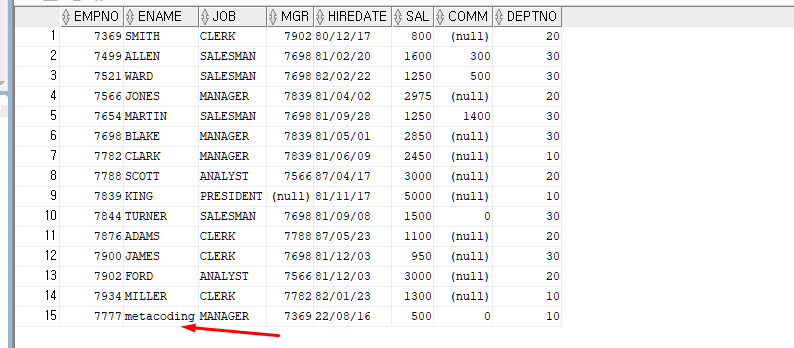 EMPNO ENAME JOB MGR HIREDATE SAL COMM DEPTNO
1 7369 SMITH CLERK 7902 80/12/17 800 (null) 20
2 7499 ALLEN SALESMAN 7698 81/02/20 1600 300 30
3 7521 WARD SALESMAN 7698 82/02/22 1250 500 30
4 7566 JONES MANAGER 7839 81/04/02 2975 (null) 20
5 7654 MARTIN SALESMAN 7698 81/09/28 1250 1400 30
6 7698 BLAKE MANAGER 7839 81/05/01 2850 (null) 30
7 7782 CLARK MANAGER 7839 81/06/09 2450 (null) 10
8 7788 SCOTT ANALYST 7566 87/04/17 3000 (null) 20
9 7839 KING PRESIDENT (null) 81/11/17 5000 (null) 10
10 7844 TURNER SALESMAN 7698 81/09/08 1500 0 30
11 7876 ADAMS CLERK 7788 87/05/23 1100 (null) 20
12 7900 JAMES CLERK 7698 81/12/03 950 (null) 30
13 7902 FORD ANALYST 7566 81/12/03 3000 (null) 20
14 7934 MILLER CLERK 7782 82/01/23 1300 (null) 10
15 7777 metacoding MANAGER 7369 22/08/16 500 0 10